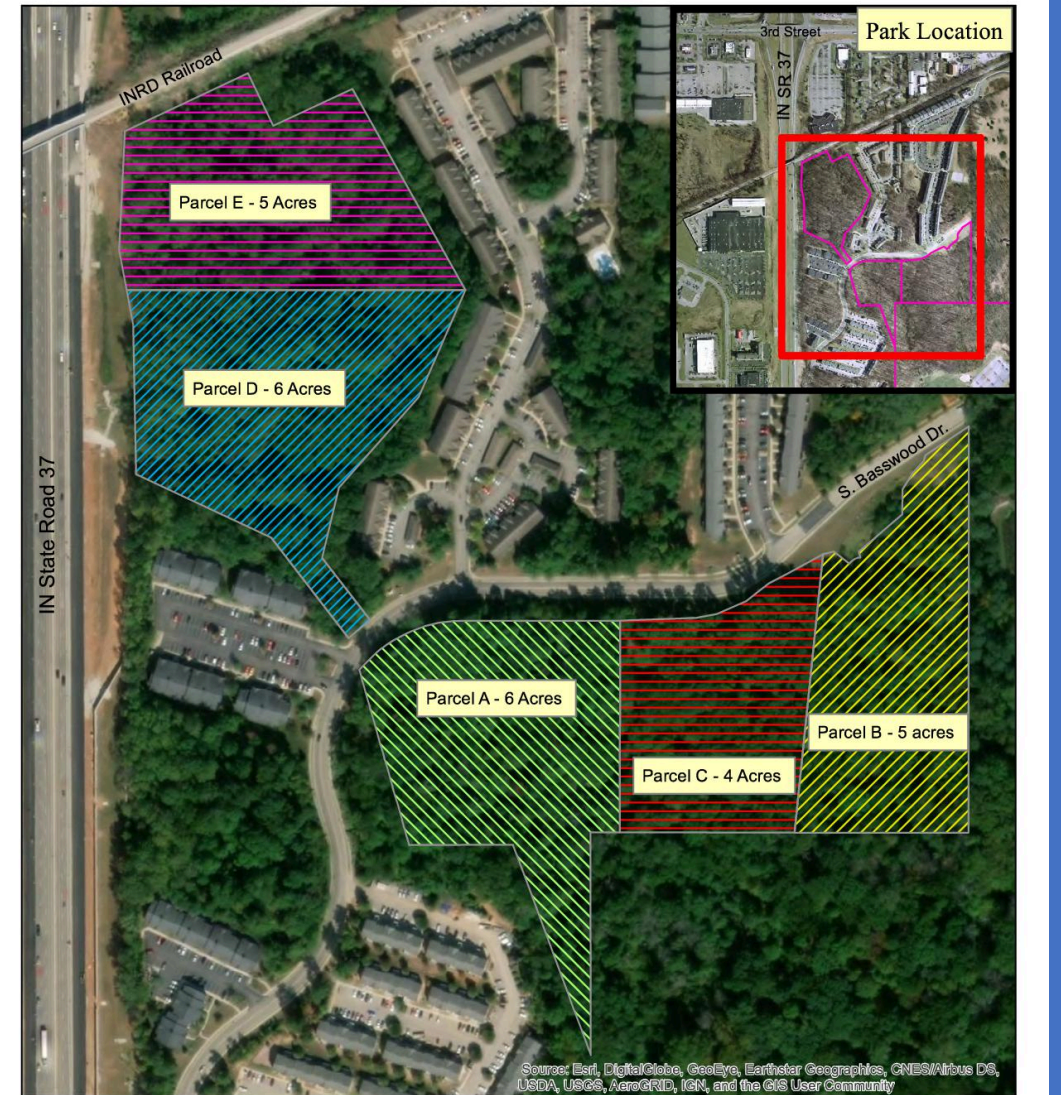 Park Location
3rd Street
IN SR 37
INRD Railroad
Parcel E - 5 Acres
Parcel D - 6 Acres
S. Basswood Dr.
IN State Road 37
Parcel A - 6 Acres
Parcel B - 5 acres
Parcel C - 4 Acres
Source: Esri, DigitalGlobe, GeoEye, Earthstar Geographics, CNES/Airbus DS,
USDA, USGS, AeroGRID, IGN, and the GIS User Community